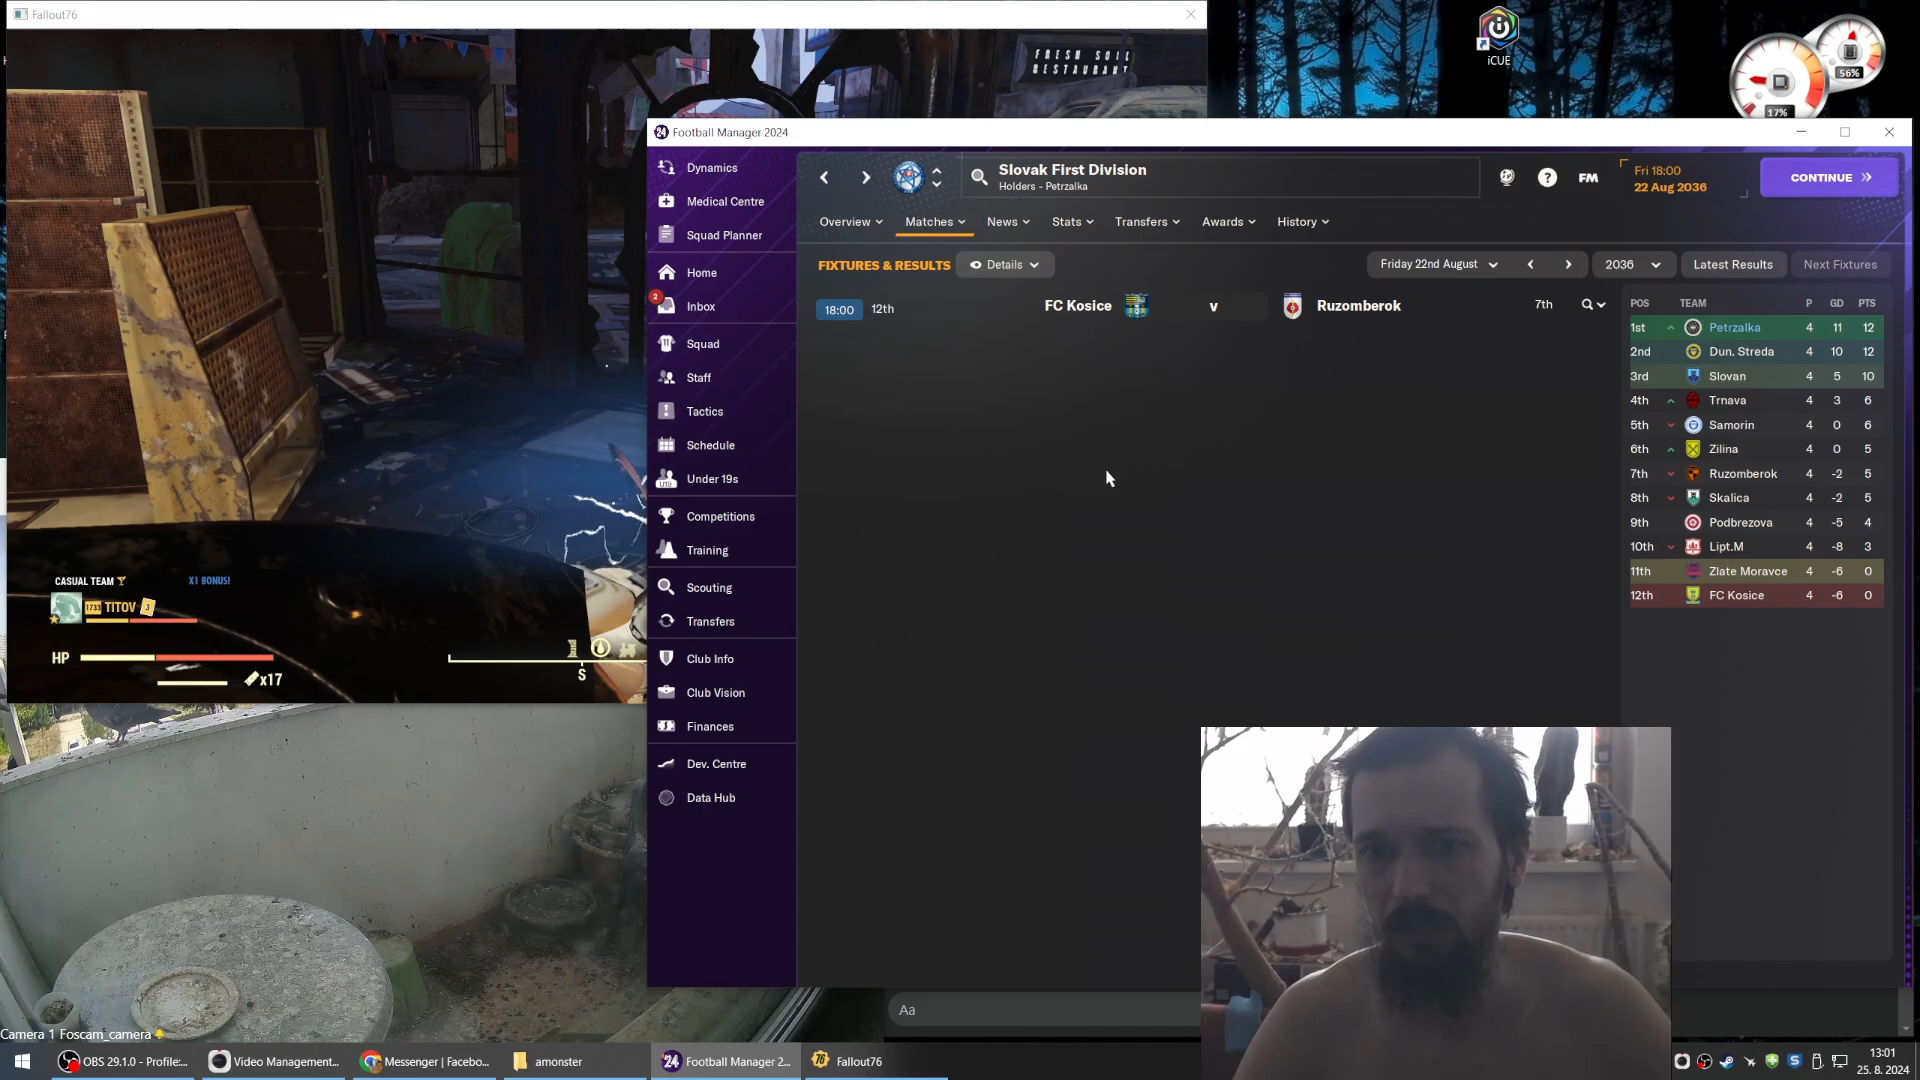 Fallout76
FRESH SOIL
RESTAURANT
iCUE
56%
17%
Football Manager 2024
Dynamics
Medical Centre
Squad Planner
Home
2
Inbox
Squad
Staff
Tactics
Schedule
Under 19s
Competitions
Training
Scouting
Transfers
Club Info
Club Vision
Finances
Dev. Centre
Data Hub
Slovak First Division
Holders - Petrzalka
FM
Fri 18:00
22 Aug 2036
CONTINUE
Overview Matches News Stats Transfers Awards History
FIXTURES & RESULTS Details Friday 22nd August 2036 Latest Results Next Fixtures
18:00 12th FC Kosice v Ruzomberok 7th
POS TEAM P GD PTS
1st Petrzalka 4 11 12
2nd Dun. Streda 4 10 12
3rd Slovan 4 5 10
4th Trnava 4 3 6
5th Samorin 4 0 6
6th Zilina 4 0 5
7th Ruzomberok 4 -2 5
8th Skalica 4 -2 5
9th Podbrezova 4 -5 4
10th Lipt.M 4 -8 3
11th Zlate Moravce 4 -6 0
12th FC Kosice 4 -6 0
CASUAL TEAM X1 BONUS!
1733 TITOV 3
HP
x17
S
Aa
Camera 1 Foscam_camera
OBS 29.1.0 - Profile:... Video Management... Messenger | Facebo... amonster Football Manager 2... Fallout76
13:01
25. 8. 2024